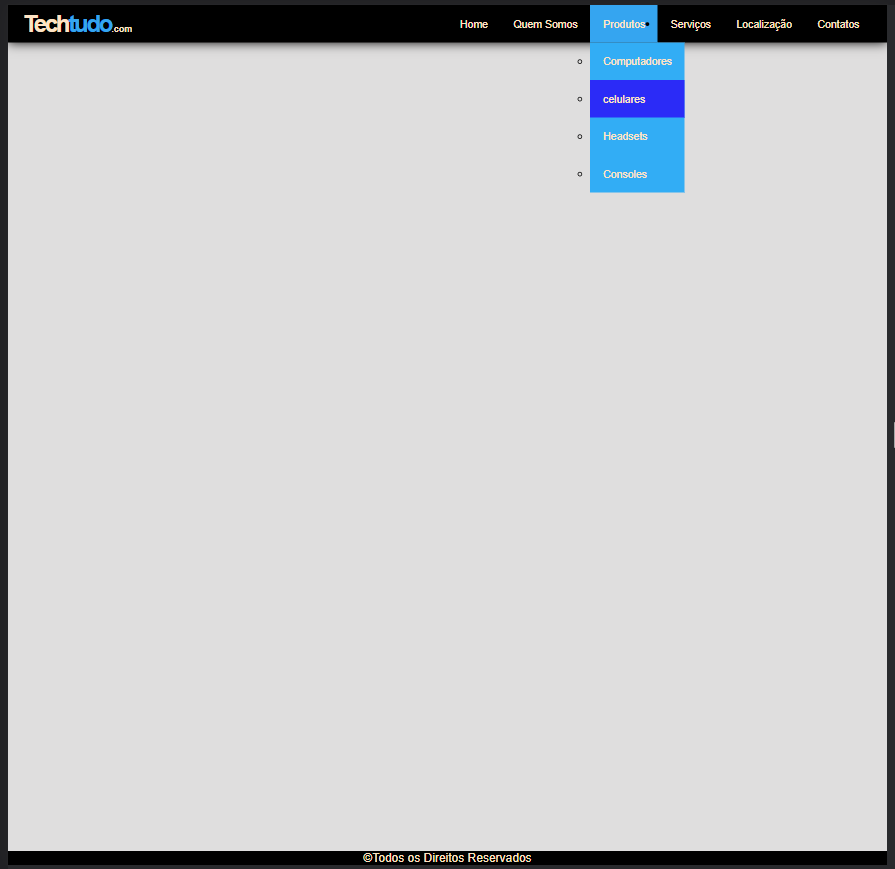 Techtudo.com
Home Quem Somos Produtos Serviços Localização Contatos
Computadores
celulares
Headsets
Consoles
©Todos os Direitos Reservados